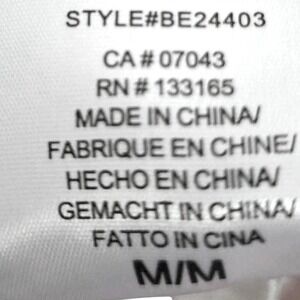 STYLE#BE24403
CA # 07043
RN # 133165
MADE IN CHINA/
FABRIQUE EN CHINE/
HECHO EN CHINA/
GEMACHT IN CHINA/
FATTO IN CINA
M/M